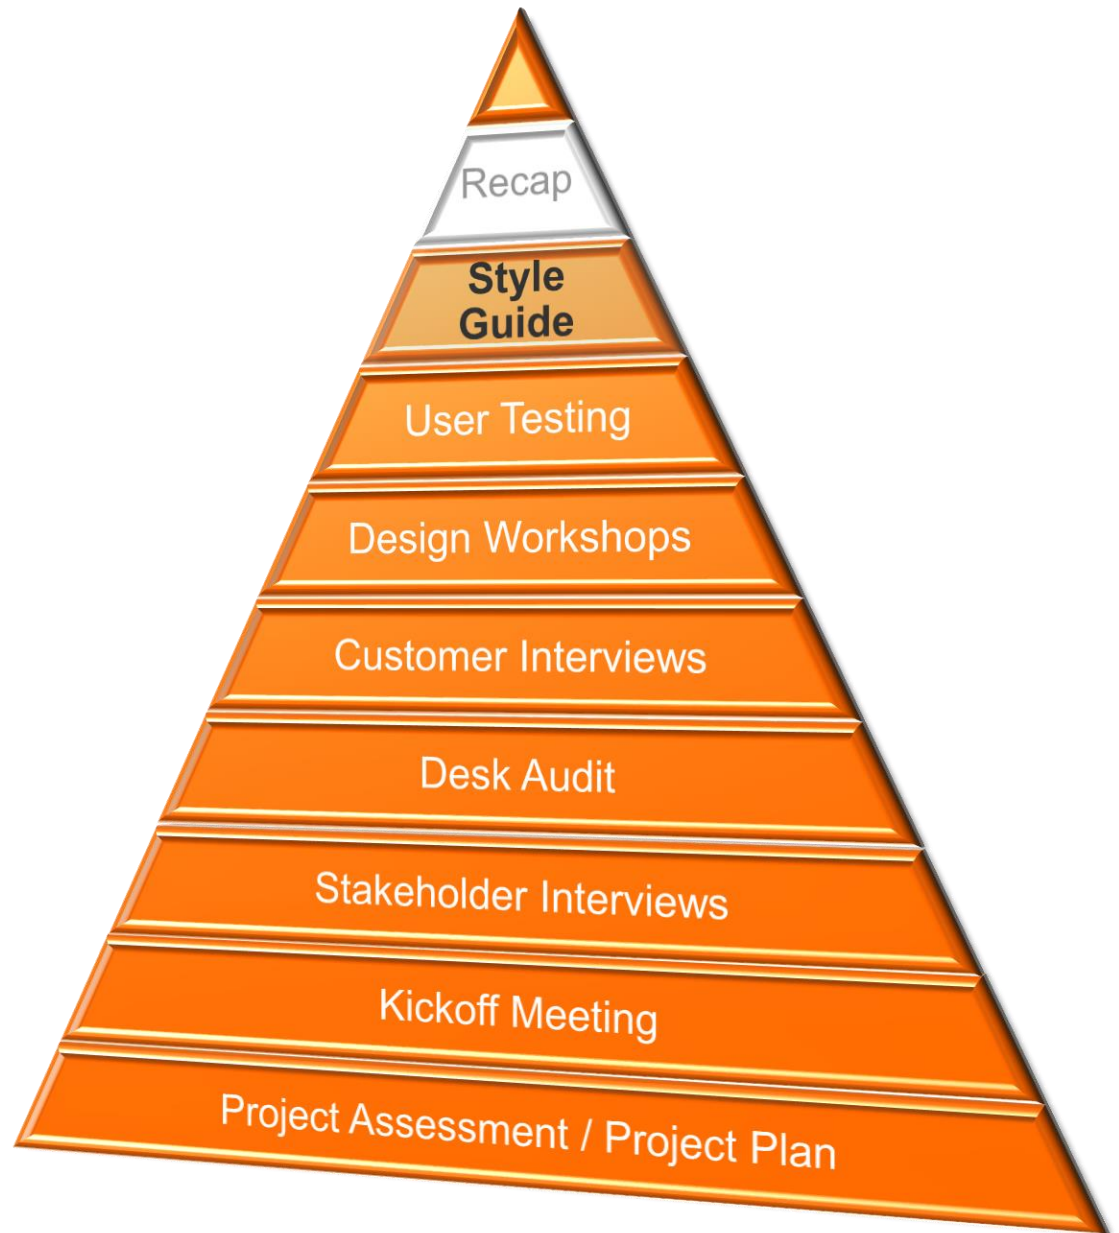 Recap
Style
Guide
User Testing
Design Workshops
Customer Interviews
Desk Audit
Stakeholder Interviews
Kickoff Meeting
Project Assessment / Project Plan